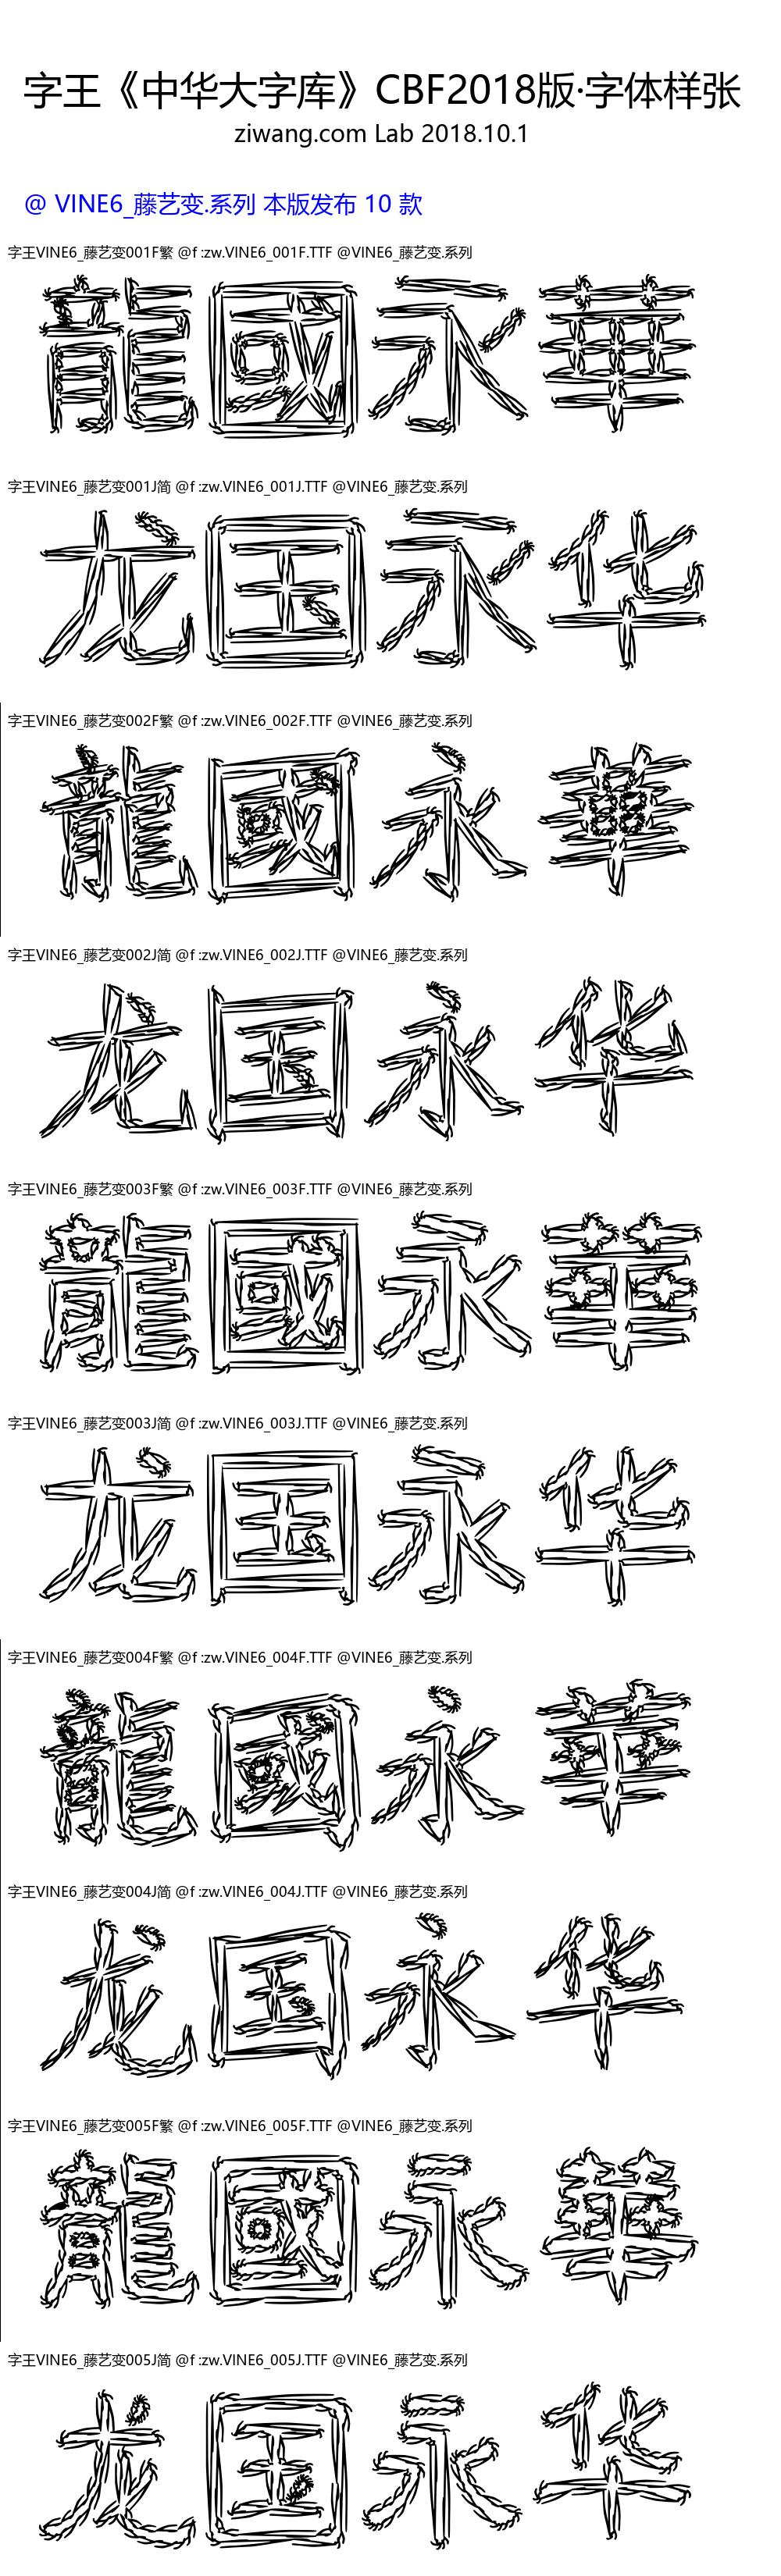 字王《中华大字库》CBF2018版·字体样张
ziwang.com Lab 2018.10.1
@ VINE6_藤艺变.系列 本版发布 10 款
字王VINE6_藤艺变001F繁 @f :zw.VINE6_001F.TTF @VINE6_藤艺变.系列
龍國永華
字王VINE6_藤艺变001J简 @f :zw.VINE6_001J.TTF @VINE6_藤艺变.系列
龙国永华
字王VINE6_藤艺变002F繁 @f :zw.VINE6_002F.TTF @VINE6_藤艺变.系列
龍國永華
字王VINE6_藤艺变002J简 @f :zw.VINE6_002J.TTF @VINE6_藤艺变.系列
龙国永华
字王VINE6_藤艺变003F繁 @f :zw.VINE6_003F.TTF @VINE6_藤艺变.系列
龍國永華
字王VINE6_藤艺变003J简 @f :zw.VINE6_003J.TTF @VINE6_藤艺变.系列
龙国永华
字王VINE6_藤艺变004F繁 @f :zw.VINE6_004F.TTF @VINE6_藤艺变.系列
龍國永華
字王VINE6_藤艺变004J简 @f :zw.VINE6_004J.TTF @VINE6_藤艺变.系列
龙国永华
字王VINE6_藤艺变005F繁 @f :zw.VINE6_005F.TTF @VINE6_藤艺变.系列
龍國永華
字王VINE6_藤艺变005J简 @f :zw.VINE6_005J.TTF @VINE6_藤艺变.系列
龙国永华